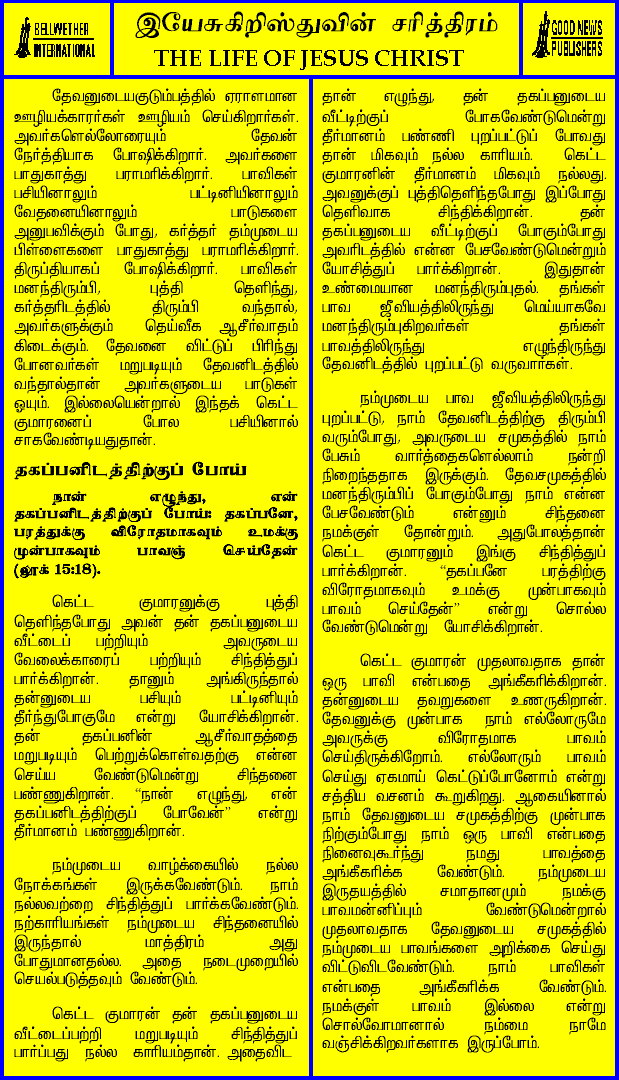 BELLWETHER
INTERNATIONAL
இயேசுகிறிஸ்துவின் சரித்திரம்
THE LIFE OF JESUS CHRIST
GOOD NEWS
PUBLISHERS
தேவனுடையகுடும்பத்தில் ஏராளமான
ஊழியக்காரர்கள் ஊழியம் செய்கிறார்கள்.
அவர்களெல்லோரையும் தேவன்
நேர்த்தியாக போஷிக்கிறார். அவர்களை
பாதுகாத்து பராமரிக்கிறார். பாவிகள்
பசியினாலும் பட்டினியினாலும்
வேதனையினாலும் பாடுகளை
அனுபவிக்கும் போது, கர்த்தர் தம்முடைய
பிள்ளைகளை பாதுகாத்து பராமரிக்கிறார்.
திருப்தியாகப் போஷிக்கிறார். பாவிகள்
மனந்திரும்பி, புத்தி தெளிந்து,
கர்த்தரிடத்தில் திரும்பி வந்தால்,
அவர்களுக்கும் தெய்வீக ஆசீர்வாதம்
கிடைக்கும். தேவனை விட்டுப் பிரிந்து
போனவர்கள் மறுபடியும் தேவனிடத்தில்
வந்தால்தான் அவர்களுடைய பாடுகள்
ஓயும். இல்லையென்றால் இந்தக் கெட்ட
குமாரனைப் போல பசியினால்
சாகவேண்டியதுதான்.
தகப்பனிடத்திற்குப் போய்
நான் எழுந்து, என்
தகப்பனிடத்திற்குப் போய்: தகப்பனே,
பரத்துக்கு விரோதமாகவும் உமக்கு
முன்பாகவும் பாவஞ் செய்தேன்
(லூக் 15:18).
கெட்ட குமாரனுக்கு புத்தி
தெளிந்தபோது அவன் தன் தகப்பனுடைய
வீட்டைப் பற்றியும் அவருடைய
வேலைக்காரைப் பற்றியும் சிந்தித்துப்
பார்க்கிறான். தானும் அங்கிருந்தால்
தன்னுடைய பசியும் பட்டினியும்
தீர்ந்துபோகுமே என்று யோசிக்கிறான்.
தன் தகப்பனின் ஆசீர்வாதத்தை
மறுபடியும் பெற்றுக்கொள்வதற்கு என்ன
செய்ய வேண்டுமென்று சிந்தனை
பண்ணுகிறான். “நான் எழுந்து, என்
தகப்பனிடத்திற்குப் போவேன்” என்று
தீர்மானம் பண்ணுகிறான்.
நம்முடைய வாழ்க்கையில் நல்ல
நோக்கங்கள் இருக்கவேண்டும். நாம்
நல்லவற்றை சிந்தித்துப் பார்க்கவேண்டும்.
நற்காரியங்கள் நம்முடைய சிந்தனையில்
இருந்தால் மாத்திரம் அது
போதுமானதல்ல. அதை நடைமுறையில்
செயல்படுத்தவும் வேண்டும்.
கெட்ட குமாரன் தன் தகப்பனுடைய
வீட்டைப்பற்றி மறுபடியும் சிந்தித்துப்
பார்ப்பது நல்ல காரியம்தான். அதைவிட
தான் எழுந்து, தன் தகப்பனுடைய
வீட்டிற்குப் போகவேண்டுமென்று
தீர்மானம் பண்ணி புறப்பட்டுப் போவது
தான் மிகவும் நல்ல காரியம். கெட்ட
குமாரனின் தீர்மானம் மிகவும் நல்லது.
அவனுக்குப் புத்திதெளிந்தபோது இப்போது
தெளிவாக சிந்திக்கிறான். தன்
தகப்பனுடைய வீட்டிற்குப் போகும்போது
அவரிடத்தில் என்ன பேசவேண்டுமென்றும்
யோசித்துப் பார்க்கிறான். இதுதான்
உண்மையான மனந்திரும்புதல். தங்கள்
பாவ ஜீவியத்திலிருந்து மெய்யாகவே
மனந்திரும்புகிறவர்கள் தங்கள்
பாவத்திலிருந்து எழுந்திருந்து
தேவனிடத்தில் புறப்பட்டு வருவார்கள்.
நம்முடைய பாவ ஜீவியத்திலிருந்து
புறப்பட்டு, நாம் தேவனிடத்திற்கு திரும்பி
வரும்போது, அவருடைய சமுகத்தில் நாம்
பேசும் வார்த்தைகளெல்லாம் நன்றி
நிறைந்ததாக இருக்கும். தேவசமுகத்தில்
மனந்திரும்பிப் போகும்போது நாம் என்ன
பேசவேண்டும் என்னும் சிந்தனை
நமக்குள் தோன்றும். அதுபோலத்தான்
கெட்ட குமாரனும் இங்கு சிந்தித்துப்
பார்க்கிறான். “தகப்பனே பரத்திற்கு
விரோதமாகவும் உமக்கு முன்பாகவும்
பாவம் செய்தேன்” என்று சொல்ல
வேண்டுமென்று யோசிக்கிறான்.
கெட்ட குமாரன் முதலாவதாக தான்
ஒரு பாவி என்பதை அங்கீகரிக்கிறான்.
தன்னுடைய தவறுகளை உணருகிறான்.
தேவனுக்கு முன்பாக நாம் எல்லோருமே
அவருக்கு விரோதமாக பாவம்
செய்திருக்கிறோம். எல்லோரும் பாவம்
செய்து ஏகமாய் கெட்டுப்போனோம் என்று
சத்திய வசனம் கூறுகிறது. ஆகையினால்
நாம் தேவனுடைய சமுகத்திற்கு முன்பாக
நிற்கும்போது நாம் ஒரு பாவி என்பதை
நினைவுகூர்ந்து நமது பாவத்தை
அங்கீகரிக்க வேண்டும். நம்முடைய
இருதயத்தில் சமாதானமும் நமக்கு
பாவமன்னிப்பும் வேண்டுமென்றால்
முதலாவதாக தேவனுடைய சமுகத்தில்
நம்முடைய பாவங்களை அறிக்கை செய்து
விட்டுவிடவேண்டும். நாம் பாவிகள்
என்பதை அங்கீகரிக்க வேண்டும்.
நமக்குள் பாவம் இல்லை என்று
சொல்வோமானால் நம்மை நாமே
வஞ்சிக்கிறவர்களாக இருப்போம்.